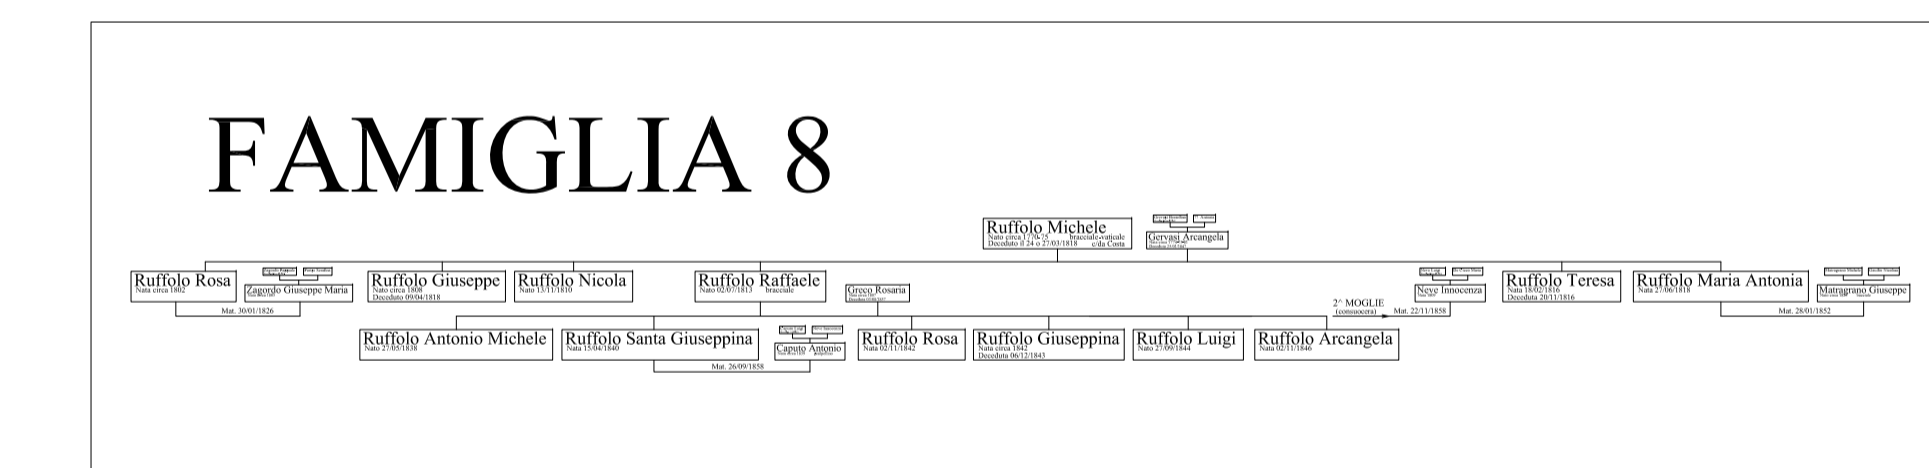 FAMIGLIA 8
Ruffolo Michele
Nato circa 1770-75 bracciale-vaticale
Deceduto il 24 o 27/03/1818 c/da Costa
Gervasi Arcangela
Ruffolo Rosa
Nata circa 1802
Zagordo Giuseppe Maria
Mat. 30/01/1826
Ruffolo Giuseppe
Nato circa 1808
Deceduto 09/04/1818
Ruffolo Nicola
Nato 13/11/1810
Ruffolo Raffaele
Nato 02/07/1813 bracciale
Greco Rosaria
2^ MOGLIE
(consuocera)
Mat. 22/11/1858
Neve Innocenza
Ruffolo Teresa
Nata 18/02/1816
Deceduta 20/11/1816
Ruffolo Maria Antonia
Nata 27/06/1818
Matragrano Giuseppe
Mat. 28/01/1852
Ruffolo Antonio Michele
Nato 27/05/1838
Ruffolo Santa Giuseppina
Nata 15/04/1840
Caputo Antonio
Mat. 26/09/1858
Ruffolo Rosa
Nata 02/11/1842
Ruffolo Giuseppina
Nata circa 1842
Deceduta 06/12/1843
Ruffolo Luigi
Nato 27/09/1844
Ruffolo Arcangela
Nata 02/11/1846